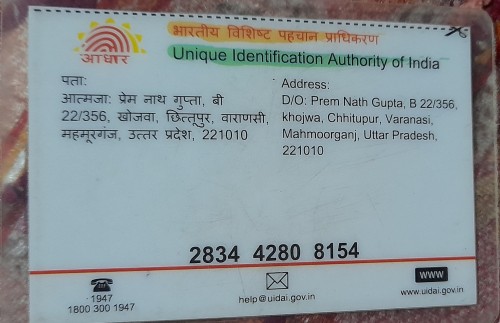 भारतीय विशिष्ट पहचान प्राधिकरण
Unique Identification Authority of India
आधार
पता:
आत्मजा: प्रेम नाथ गुप्ता, बी
22/356, खोजवा, छित्तूपुर, वाराणसी,
महमूरगंज, उत्तर प्रदेश, 221010
Address:
D/O: Prem Nath Gupta, B 22/356,
khojwa, Chhitupur, Varanasi,
Mahmoorganj, Uttar Pradesh,
221010
2834 4280 8154
1947
1800 300 1947
help@uidai.gov.in
www
www.uidai.gov.in